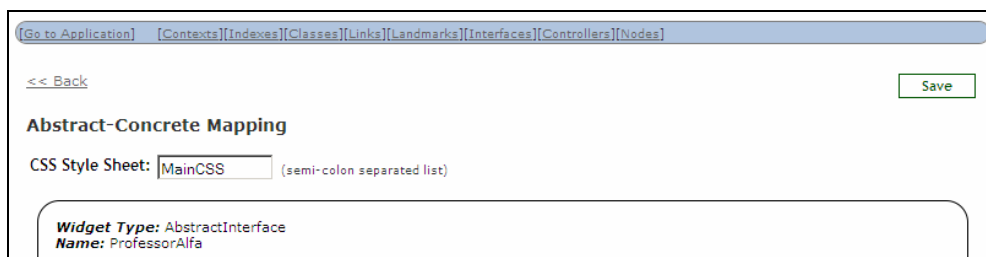 [Go to Application] [Contexts][Indexes][Classes][Links][Landmarks][Interfaces][Controllers][Nodes]
<< Back
Save
Abstract-Concrete Mapping
CSS Style Sheet: MainCSS (semi-colon separated list)
Widget Type: AbstractInterface
Name: ProfessorAlfa